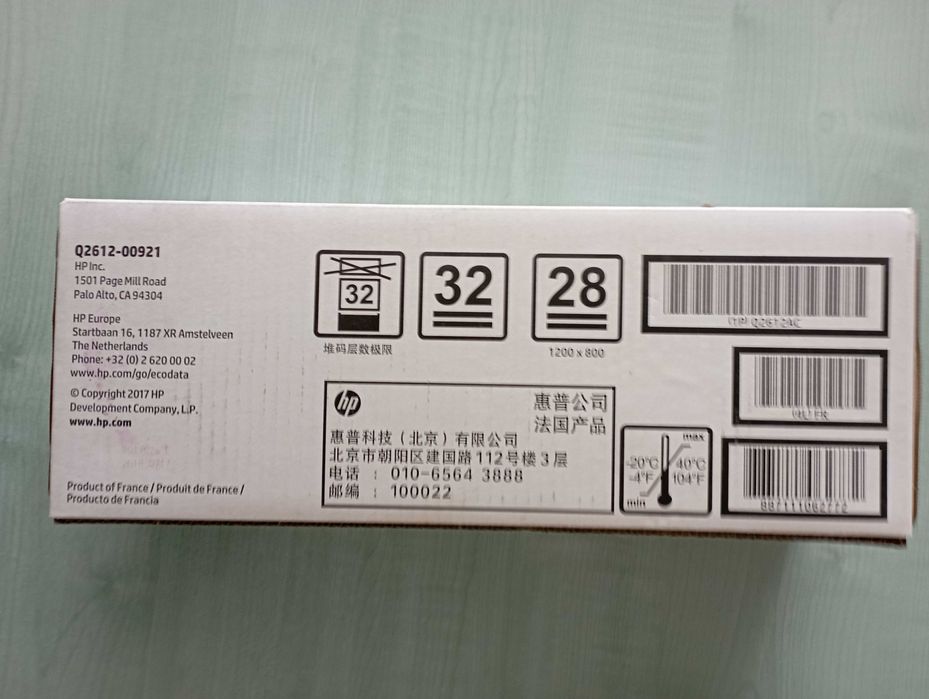 Q2612-00921
HP Inc.
1501 Page Mill Road
Palo Alto, CA 94304
HP Europe
Startbaan 16, 1187 XR Amstelveen
The Netherlands
Phone: +32 (0) 2 620 00 02
www.hp.com/go/ecodata
© Copyright 2017 HP
Development Company, L.P.
www.hp.com
Product of France / Produit de France /
Producto de Francia
32
堆码层数极限
32
28
1200 x 800
hp
惠普公司
法国产品
惠普科技（北京）有限公司
北京市朝阳区建国路112号楼3层
电话 : 010-6564 3888
邮编 : 100022
max
-20°C 40°C
-4°F 104°F
min
(1P) Q2612AC